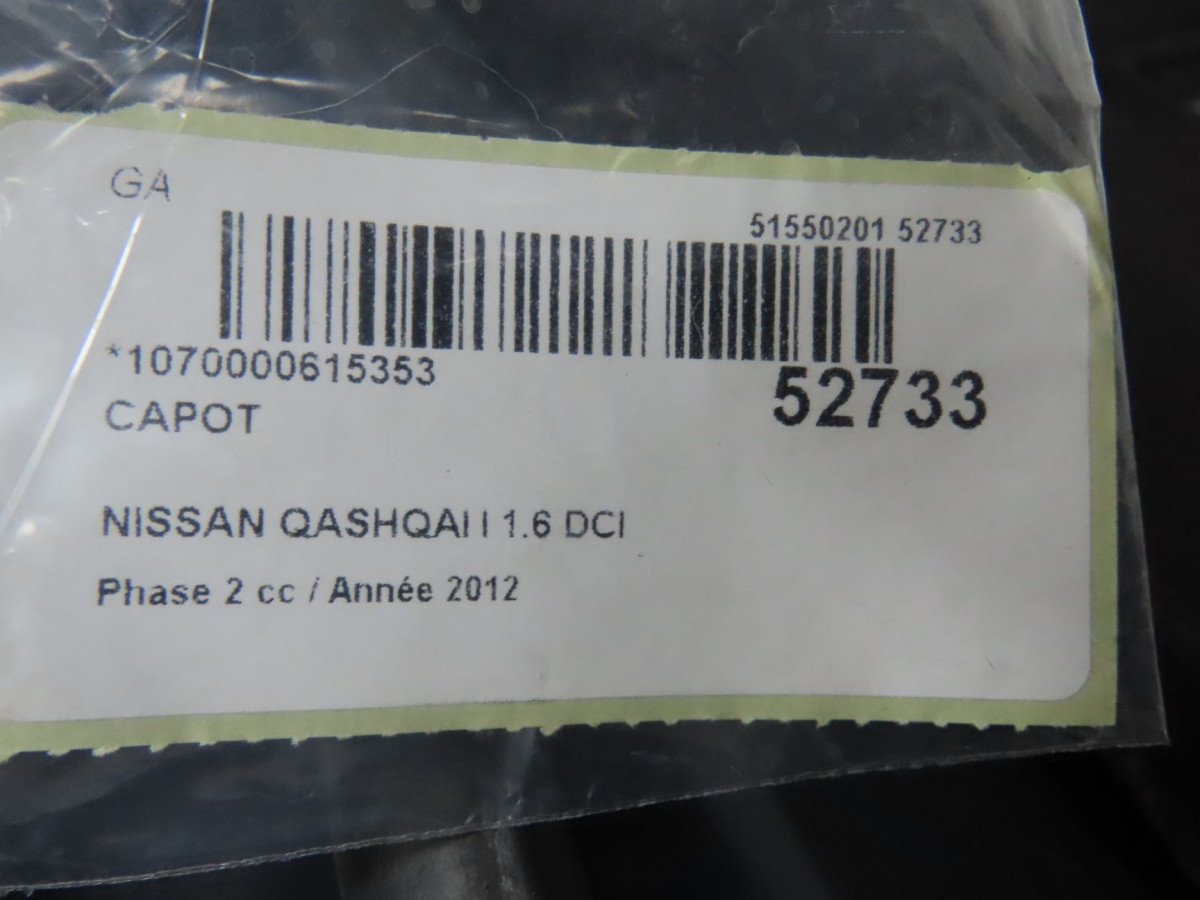 GA
51550201 52733
*1070000615353
52733
CAPOT
NISSAN QASHQAI I 1.6 DCI
Phase 2 cc / Année 2012